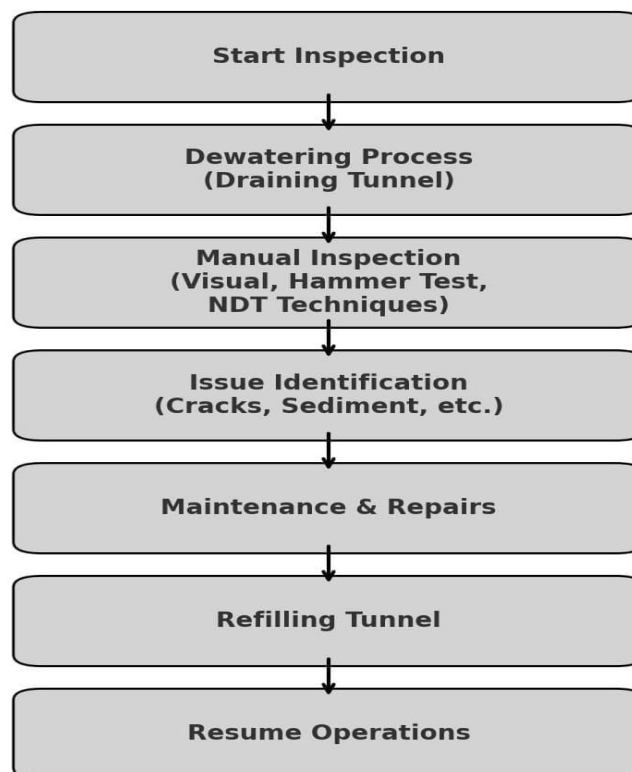 Start Inspection
Dewatering Process
(Draining Tunnel)
Manual Inspection
(Visual, Hammer Test,
NDT Techniques)
Issue Identification
(Cracks, Sediment, etc.)
Maintenance & Repairs
Refilling Tunnel
Resume Operations